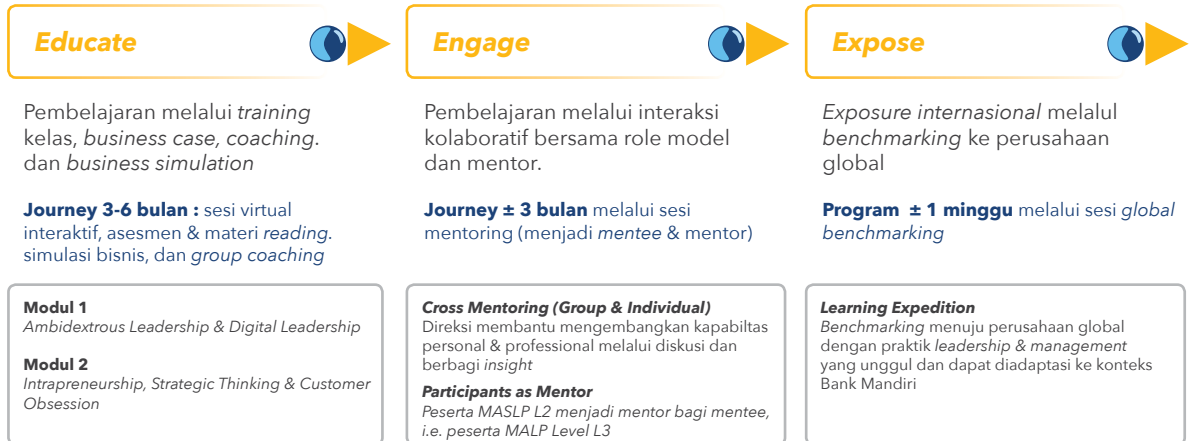 Educate
Pembelajaran melalui training
kelas, business case, coaching.
dan business simulation
Journey 3-6 bulan : sesi virtual
interaktif, asesmen & materi reading.
simulasi bisnis, dan group coaching
Modul 1
Ambidextrous Leadership & Digital Leadership
Modul 2
Intrapreneurship, Strategic Thinking & Customer
Obsession
Engage
Pembelajaran melalui interaksi
kolaboratif bersama role model
dan mentor.
Journey ± 3 bulan melalui sesi
mentoring (menjadi mentee & mentor)
Cross Mentoring (Group & Individual)
Direksi membantu mengembangkan kapabiltas
personal & professional melalui diskusi dan
berbagi insight
Participants as Mentor
Peserta MASLP L2 menjadi mentor bagi mentee,
i.e. peserta MALP Level L3
Expose
Exposure internasional melalul
benchmarking ke perusahaan
global
Program ± 1 minggu melalui sesi global
benchmarking
Learning Expedition
Benchmarking menuju perusahaan global
dengan praktik leadership & management
yang unggul dan dapat diadaptasi ke konteks
Bank Mandiri